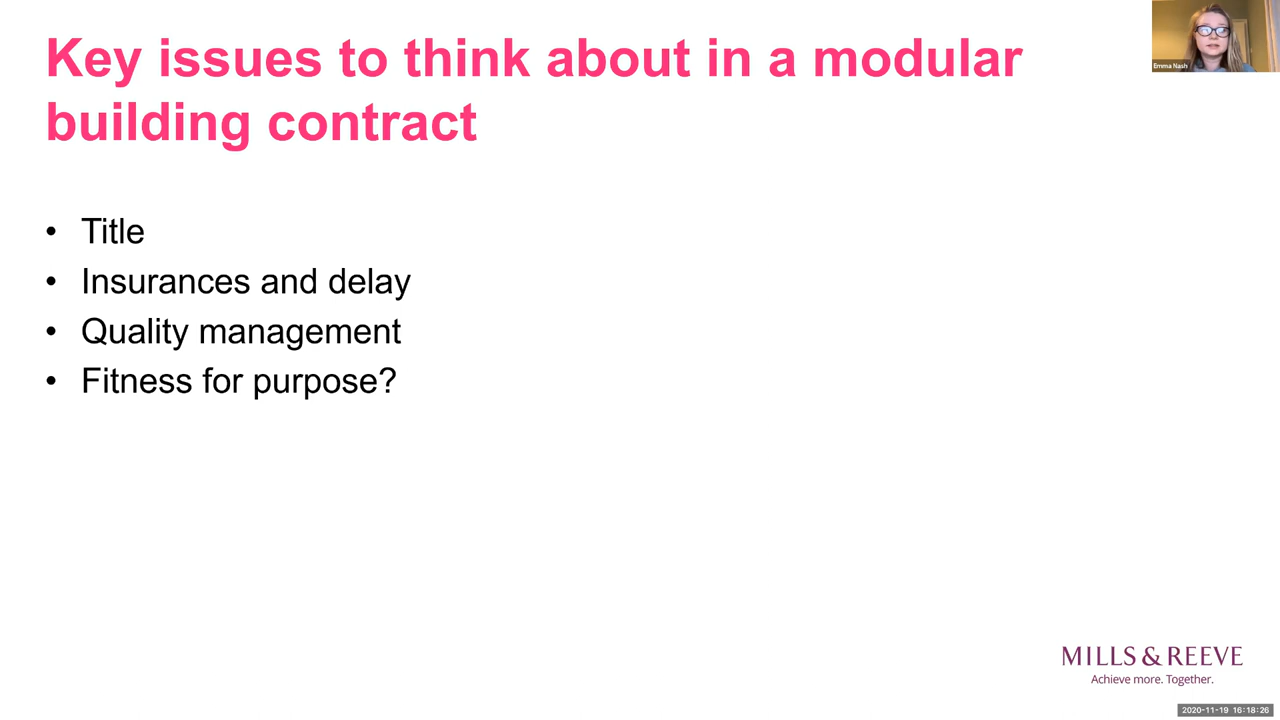 Key issues to think about in a modular
building contract
Emma Nash
• Title
• Insurances and delay
• Quality management
• Fitness for purpose?
MILLS & REEVE
Achieve more. Together.
2020-11-19 16:18:26